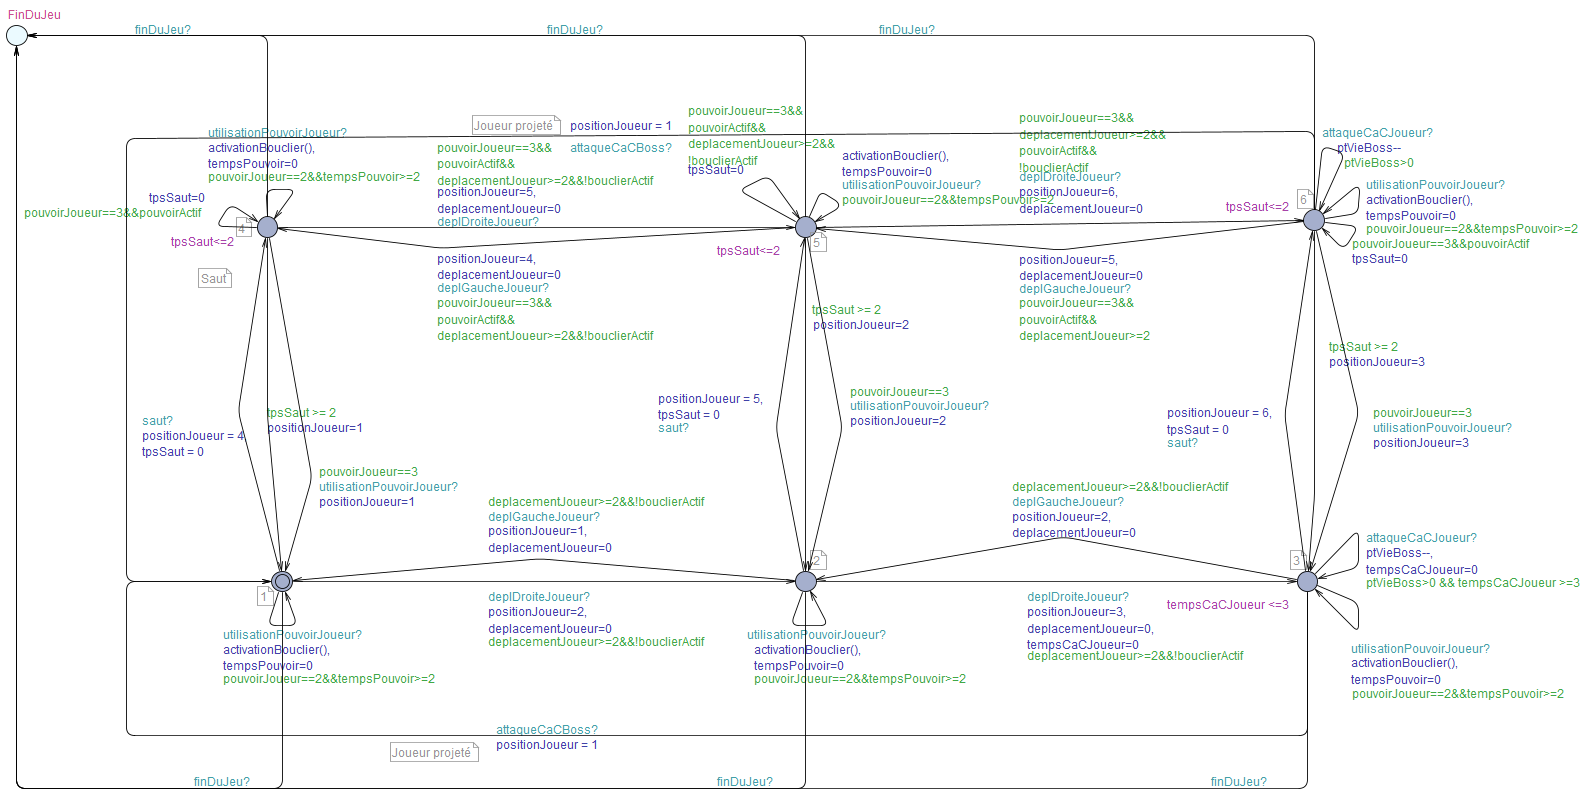 FinDuJeu
finDuJeu?
finDuJeu?
finDuJeu?
utilisationPouvoirJoueur?
activationBouclier(),
tempsPouvoir=0
pouvoirJoueur==2&&tempsPouvoir>=2
tpsSaut=0
pouvoirJoueur==3&&pouvoirActif
4
tpsSaut<=2
Saut
Joueur projeté
positionJoueur = 1
attaqueCaCBoss?
pouvoirJoueur==3&&
pouvoirActif&&
deplacementJoueur>=2&&!bouclierActif
positionJoueur=5,
deplacementJoueur=0
deplDroiteJoueur?
positionJoueur=4,
deplacementJoueur=0
deplGaucheJoueur?
pouvoirJoueur==3&&
pouvoirActif&&
deplacementJoueur>=2&&!bouclierActif
pouvoirJoueur==3&&
pouvoirActif&&
deplacementJoueur>=2&&
!bouclierActif
tpsSaut=0
activationBouclier(),
tempsPouvoir=0
utilisationPouvoirJoueur?
pouvoirJoueur==2&&tempsPouvoir>=2
5
tpsSaut<=2
pouvoirJoueur==3&&
deplacementJoueur>=2&&
pouvoirActif&&
!bouclierActif
deplDroiteJoueur?
positionJoueur=6,
deplacementJoueur=0
positionJoueur=5,
deplacementJoueur=0
deplGaucheJoueur?
pouvoirJoueur==3&&
pouvoirActif&&
deplacementJoueur>=2
attaqueCaCJoueur?
ptVieBoss--
ptVieBoss>0
6
tpsSaut<=2
utilisationPouvoirJoueur?
activationBouclier(),
tempsPouvoir=0
pouvoirJoueur==2&&tempsPouvoir>=2
pouvoirJoueur==3&&pouvoirActif
tpsSaut=0
saut?
positionJoueur = 4
tpsSaut = 0
tpsSaut >= 2
positionJoueur=1
pouvoirJoueur==3
utilisationPouvoirJoueur?
positionJoueur=1
tpsSaut >= 2
positionJoueur=2
positionJoueur = 5,
tpsSaut = 0
saut?
pouvoirJoueur==3
utilisationPouvoirJoueur?
positionJoueur=2
tpsSaut >= 2
positionJoueur=3
positionJoueur = 6,
tpsSaut = 0
saut?
pouvoirJoueur==3
utilisationPouvoirJoueur?
positionJoueur=3
deplacementJoueur>=2&&!bouclierActif
deplGaucheJoueur?
positionJoueur=1,
deplacementJoueur=0
deplacementJoueur>=2&&!bouclierActif
deplGaucheJoueur?
positionJoueur=2,
deplacementJoueur=0
1
2
3
deplDroiteJoueur?
positionJoueur=2,
deplacementJoueur=0
deplacementJoueur>=2&&!bouclierActif
deplDroiteJoueur?
positionJoueur=3,
deplacementJoueur=0,
tempsCaCJoueur=0
deplacementJoueur>=2&&!bouclierActif
tempsCaCJoueur <=3
attaqueCaCJoueur?
ptVieBoss--,
tempsCaCJoueur=0
ptVieBoss>0 && tempsCaCJoueur >=3
utilisationPouvoirJoueur?
activationBouclier(),
tempsPouvoir=0
pouvoirJoueur==2&&tempsPouvoir>=2
utilisationPouvoirJoueur?
activationBouclier(),
tempsPouvoir=0
pouvoirJoueur==2&&tempsPouvoir>=2
utilisationPouvoirJoueur?
activationBouclier(),
tempsPouvoir=0
pouvoirJoueur==2&&tempsPouvoir>=2
attaqueCaCBoss?
positionJoueur = 1
Joueur projeté
finDuJeu?
finDuJeu?
finDuJeu?